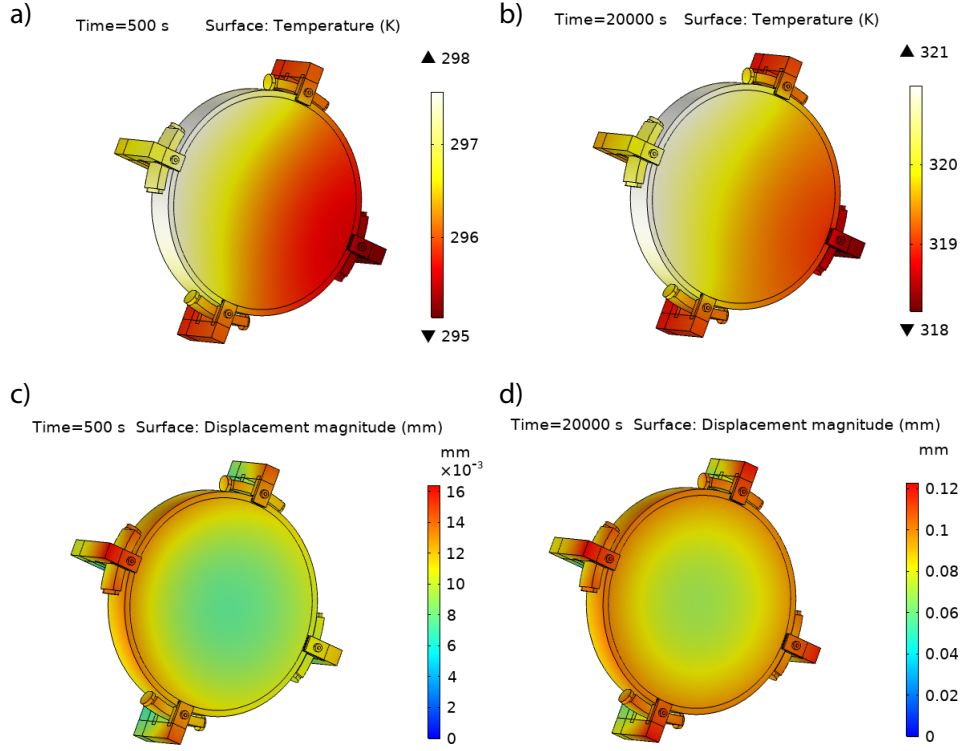 a)
Time=500 s Surface: Temperature (K)
298
297
296
295
b)
Time=20000 s Surface: Temperature (K)
321
320
319
318
c)
Time=500 s Surface: Displacement magnitude (mm)
mm
×10⁻³
16
14
12
10
8
6
4
2
0
d)
Time=20000 s Surface: Displacement magnitude (mm)
mm
0.12
0.1
0.08
0.06
0.04
0.02
0